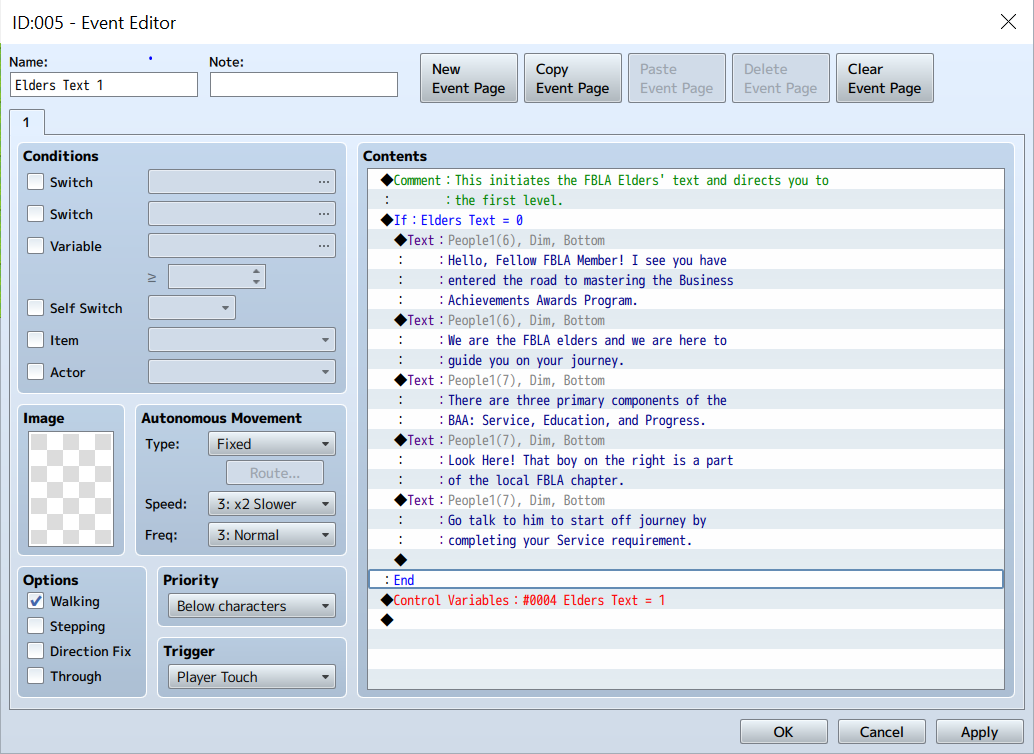 ID:005 - Event Editor
Name:
Note:
Elders Text 1
New
Event Page
Copy
Event Page
Paste
Event Page
Delete
Event Page
Clear
Event Page
1
Conditions
Switch
...
Switch
...
Variable
...
≥
Self Switch
Item
Actor
Image
Autonomous Movement
Type:
Fixed
Route...
Speed:
3: x2 Slower
Freq:
3: Normal
Options
Walking
Stepping
Direction Fix
Through
Priority
Below characters
Trigger
Player Touch
Contents
◆Comment：This initiates the FBLA Elders' text and directs you to
：　　　：the first level.
◆If：Elders Text = 0
◆Text：People1(6), Dim, Bottom
：　　：Hello, Fellow FBLA Member! I see you have
：　　：entered the road to mastering the Business
：　　：Achievements Awards Program.
◆Text：People1(6), Dim, Bottom
：　　：We are the FBLA elders and we are here to
：　　：guide you on your journey.
◆Text：People1(7), Dim, Bottom
：　　：There are three primary components of the
：　　：BAA: Service, Education, and Progress.
◆Text：People1(7), Dim, Bottom
：　　：Look Here! That boy on the right is a part
：　　：of the local FBLA chapter.
◆Text：People1(7), Dim, Bottom
：　　：Go talk to him to start off journey by
：　　：completing your Service requirement.
◆
：End
◆Control Variables：#0004 Elders Text = 1
◆
OK
Cancel
Apply